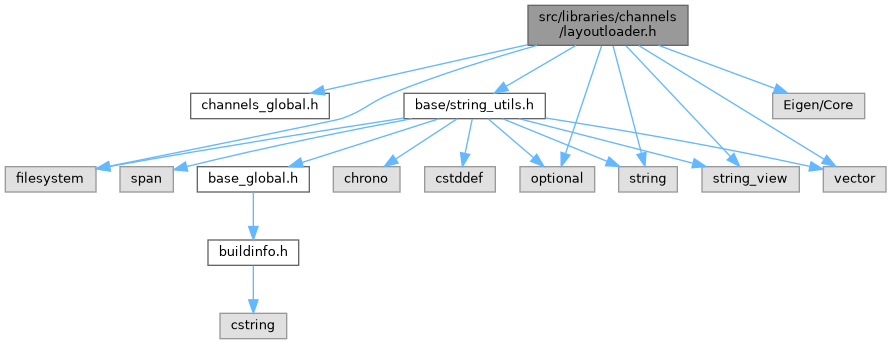 src/libraries/channels
/layoutloader.h
channels_global.h
base/string_utils.h
Eigen/Core
filesystem
span
base_global.h
chrono
cstddef
optional
string
string_view
vector
buildinfo.h
cstring